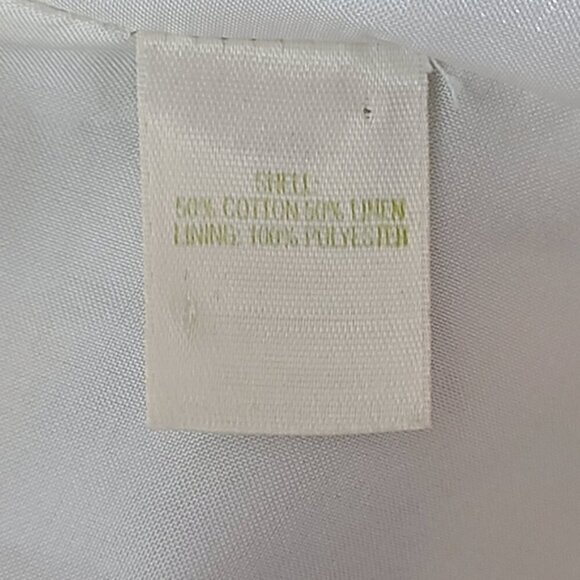 SHELL:
50% COTTON 50% LINEN
LINING: 100% POLYESTER